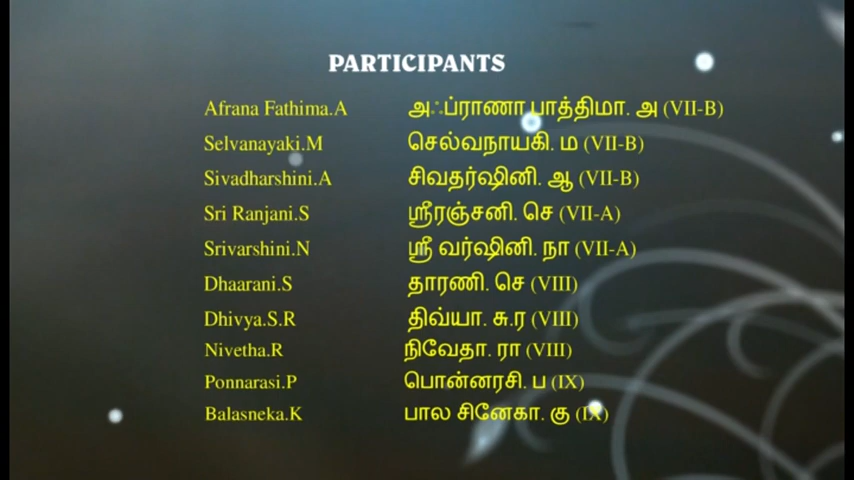 PARTICIPANTS
Afrana Fathima.A அஃப்ராணா பாத்திமா. அ (VII-B)
Selvanayaki.M செல்வநாயகி. ம (VII-B)
Sivadharshini.A சிவதர்ஷினி. ஆ (VII-B)
Sri Ranjani.S ஸ்ரீரஞ்சனி. செ (VII-A)
Srivarshini.N ஸ்ரீ வர்ஷினி. நா (VII-A)
Dhaarani.S தாரணி. செ (VIII)
Dhivya.S.R திவ்யா. சு.ர (VIII)
Nivetha.R நிவேதா. ரா (VIII)
Ponnarasi.P பொன்னரசி. ப (IX)
Balasneka.K பால சினேகா. கு (IX)